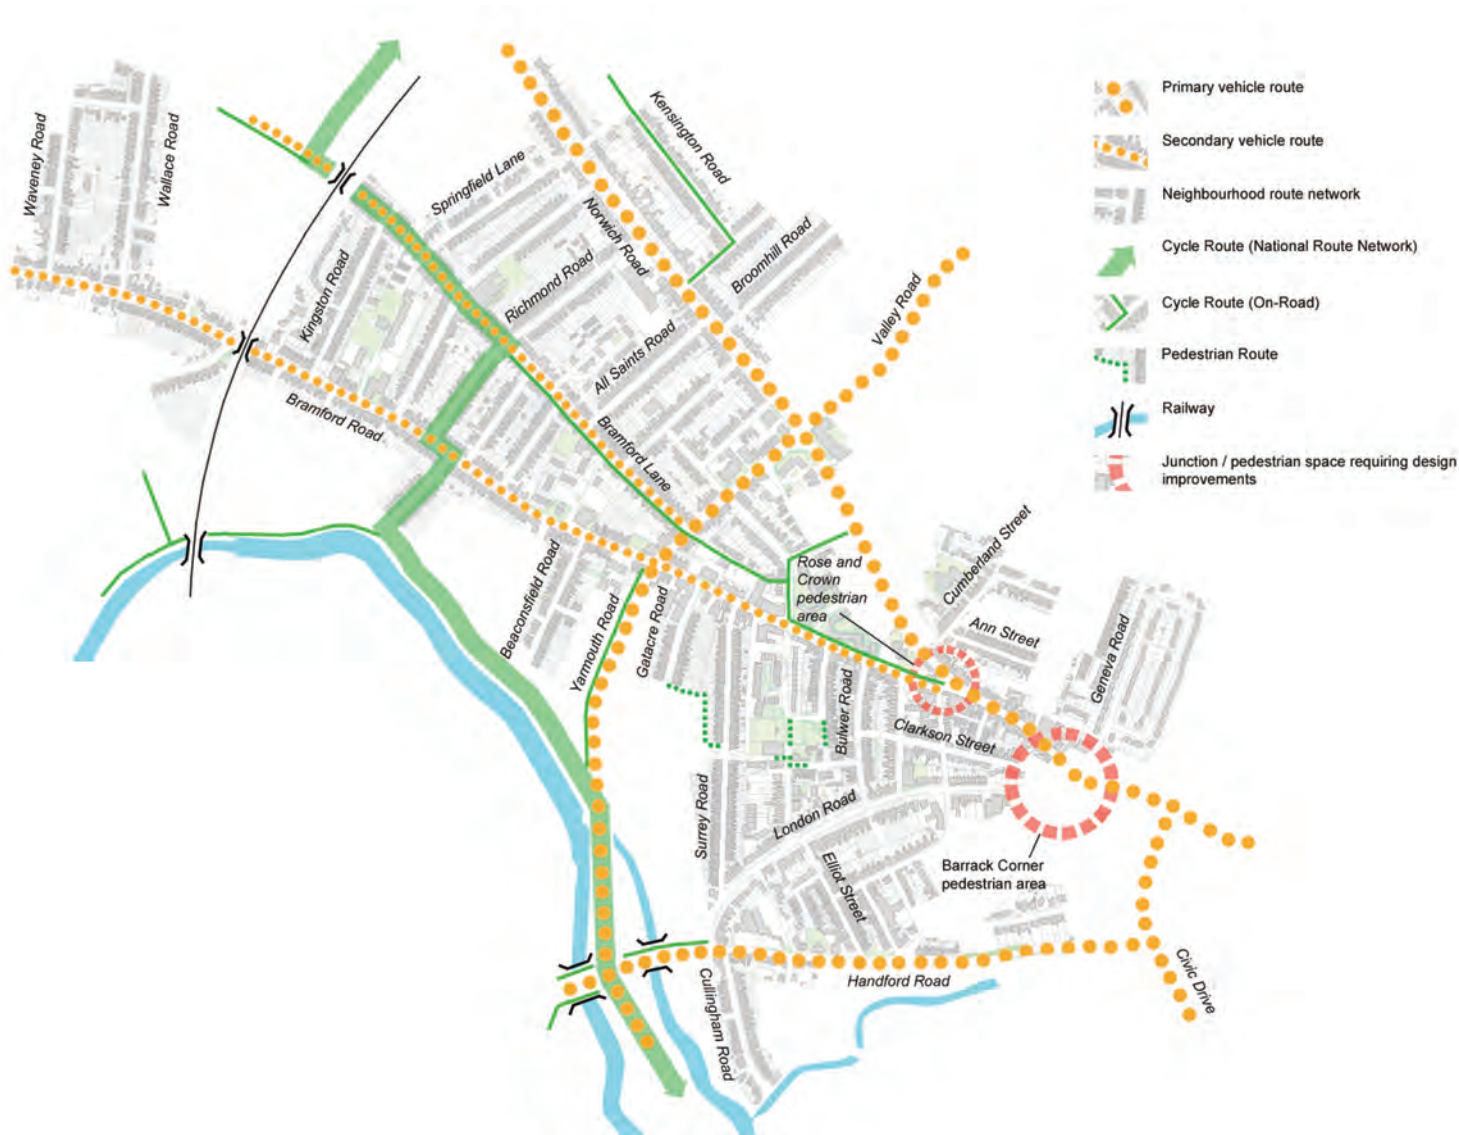 Primary vehicle route
Secondary vehicle route
Neighbourhood route network
Cycle Route (National Route Network)
Cycle Route (On-Road)
Pedestrian Route
Railway
Junction / pedestrian space requiring design
improvements
Waveney Road
Wallace Road
Kensington Road
Springfield Lane
Norwich Road
Broomhill Road
Kingston Road
Richmond Road
Valley Road
All Saints Road
Bramford Road
Bramford Lane
Cumberland Street
Rose and
Crown
pedestrian
area
Beaconsfield Road
Yarmouth Road
Gatacre Road
Ann Street
Geneva Road
Bulwer Road
Clarkson Street
Surrey Road
London Road
Elliot Street
Barrack Corner
pedestrian area
Handford Road
Cullingham Road
Civic Drive